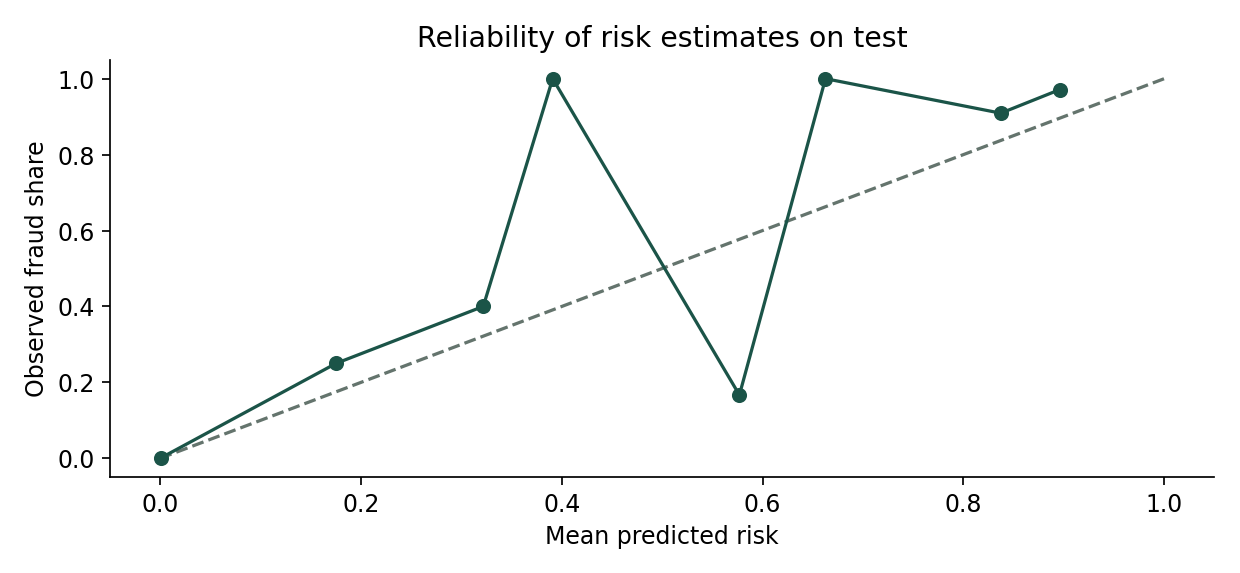 Reliability of risk estimates on test
Observed fraud share
1.0
0.8
0.6
0.4
0.2
0.0
0.0 0.2 0.4 0.6 0.8 1.0
Mean predicted risk